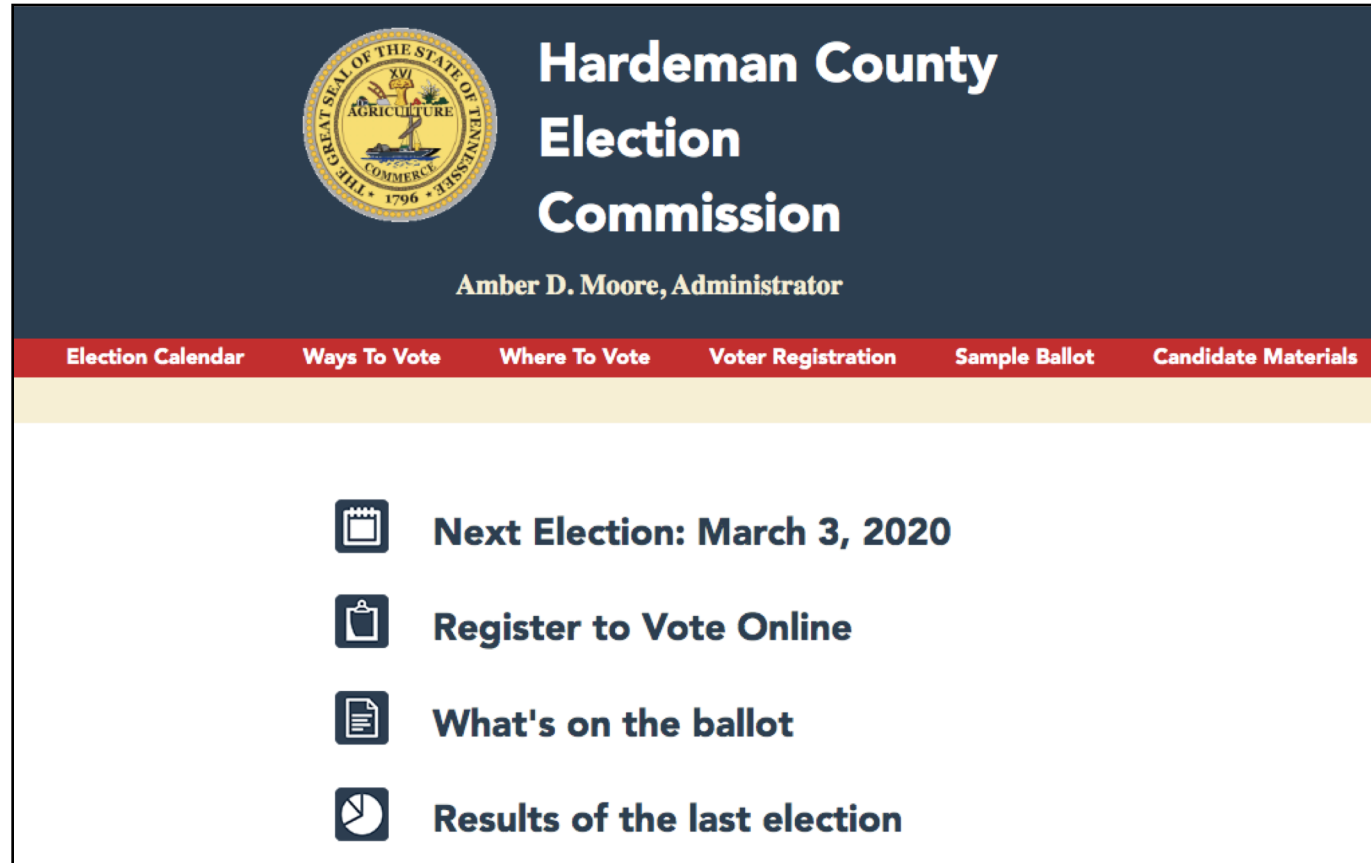 THE GREAT SEAL OF THE STATE OF TENNESSEE
XVI
AGRICULTURE
COMMERCE
1796
Hardeman County
Election
Commission
Amber D. Moore, Administrator
Election Calendar Ways To Vote Where To Vote Voter Registration Sample Ballot Candidate Materials
Next Election: March 3, 2020
Register to Vote Online
What's on the ballot
Results of the last election